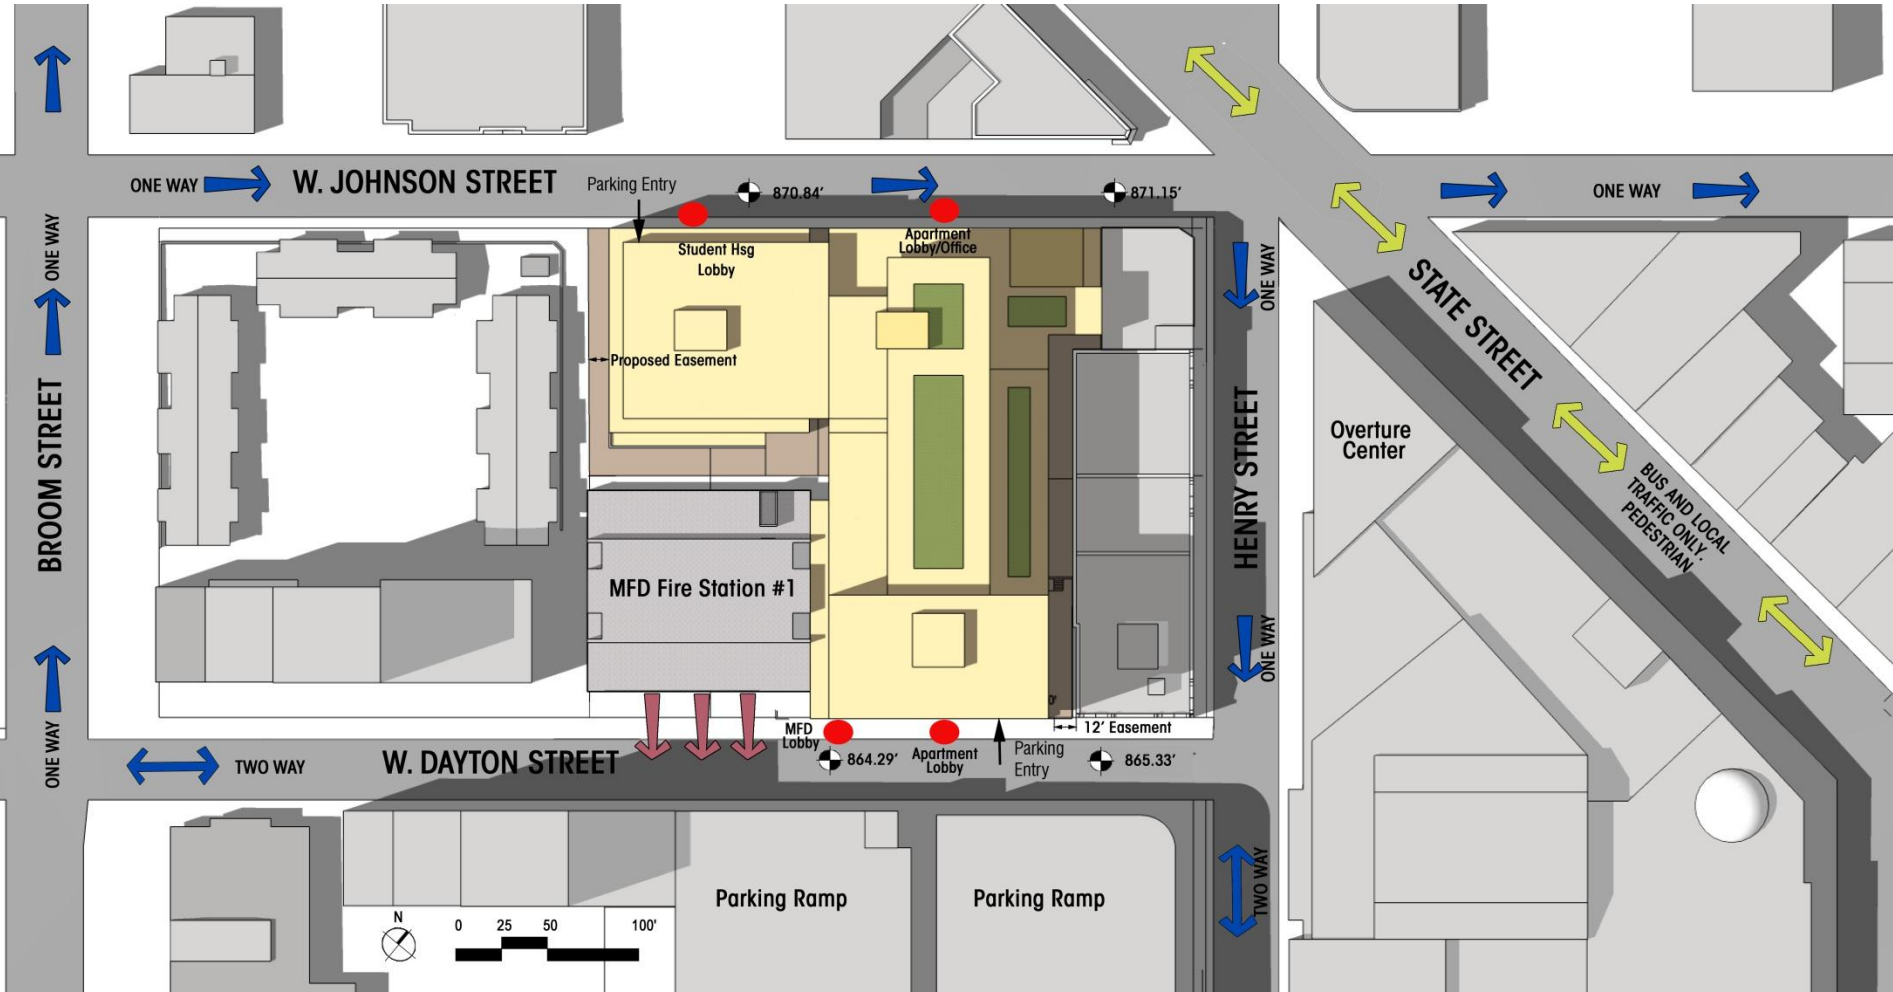 ONE WAY
W. JOHNSON STREET
Parking Entry
870.84'
871.15'
ONE WAY
ONE WAY
Student Hsg
Lobby
Apartment
Lobby/Office
ONE WAY
STATE STREET
Proposed Easement
BROOM STREET
HENRY STREET
Overture
Center
BUS AND LOCAL
TRAFFIC ONLY.
PEDESTRIAN
MFD Fire Station #1
ONE WAY
ONE WAY
MFD
Lobby
12' Easement
TWO WAY
W. DAYTON STREET
864.29'
Apartment
Lobby
Parking
Entry
865.33'
TWO WAY
Parking Ramp
Parking Ramp
N
0 25 50 100'